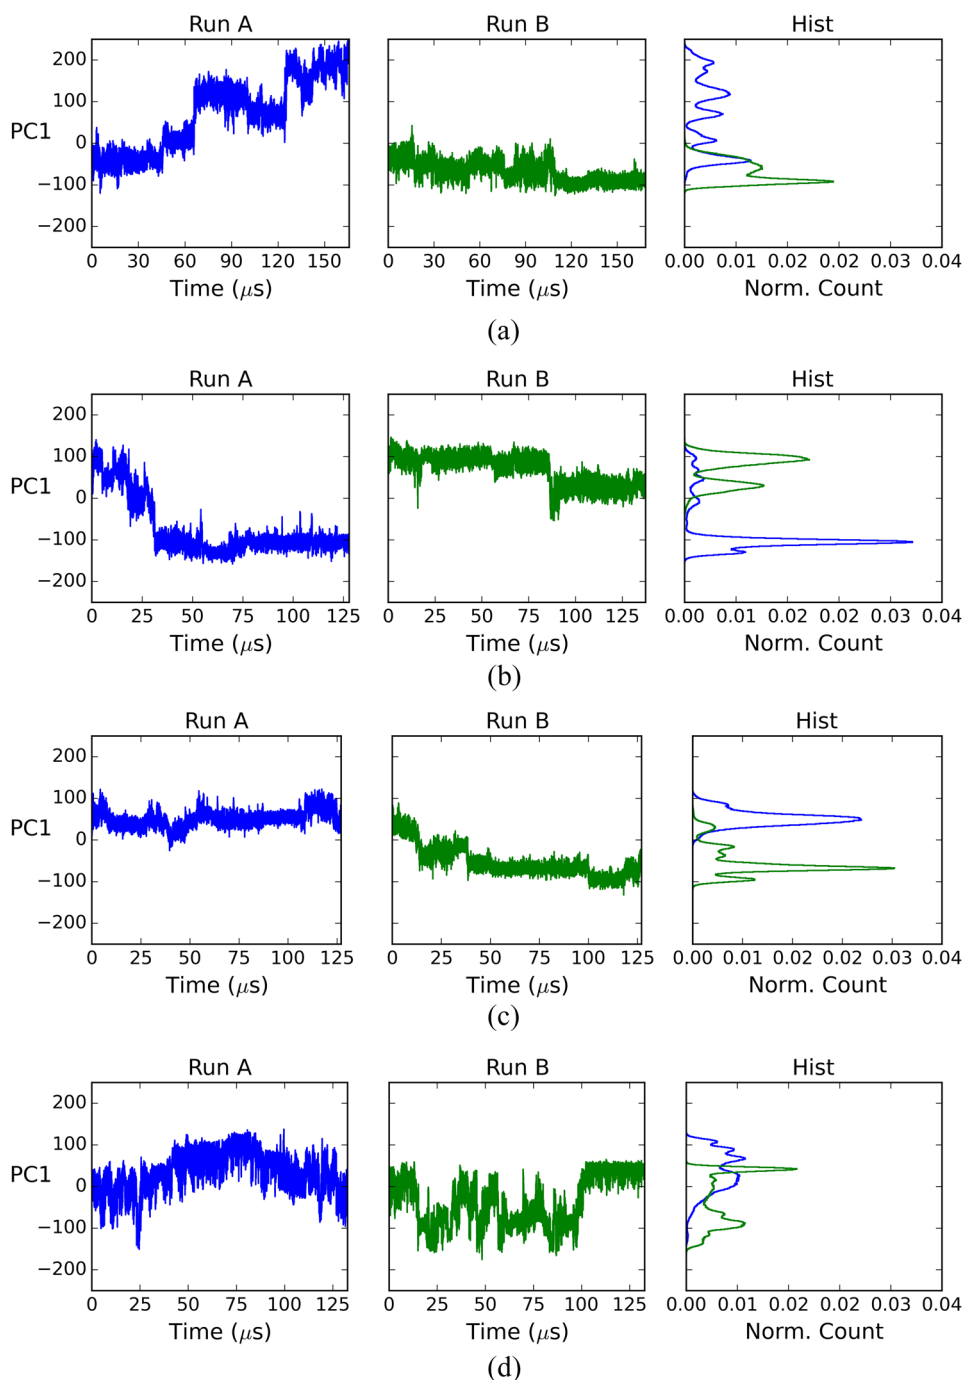 Run A Run B Hist
200
100
PC1 0
−100
−200
0 30 60 90 120 150 0 30 60 90 120 150 0.00 0.01 0.02 0.03 0.04
Time (μs) Time (μs) Norm. Count
(a)
Run A Run B Hist
200
100
PC1 0
−100
−200
0 25 50 75 100 125 0 25 50 75 100 125 0.00 0.01 0.02 0.03 0.04
Time (μs) Time (μs) Norm. Count
(b)
Run A Run B Hist
200
100
PC1 0
−100
−200
0 25 50 75 100 125 0 25 50 75 100 125 0.00 0.01 0.02 0.03 0.04
Time (μs) Time (μs) Norm. Count
(c)
Run A Run B Hist
200
100
PC1 0
−100
−200
0 25 50 75 100 125 0 25 50 75 100 125 0.00 0.01 0.02 0.03 0.04
Time (μs) Time (μs) Norm. Count
(d)